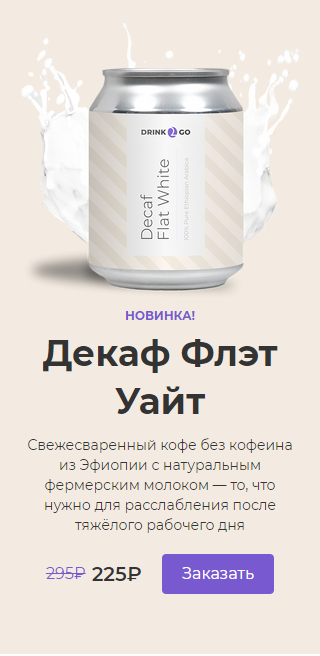 DRINK 2 GO
Decaf
Flat White
100% Pure Ethiopian Arabica
НОВИНКА!
Декаф Флэт
Уайт
Свежесваренный кофе без кофеина
из Эфиопии с натуральным
фермерским молоком — то, что
нужно для расслабления после
тяжёлого рабочего дня
295₽ 225₽
Заказать